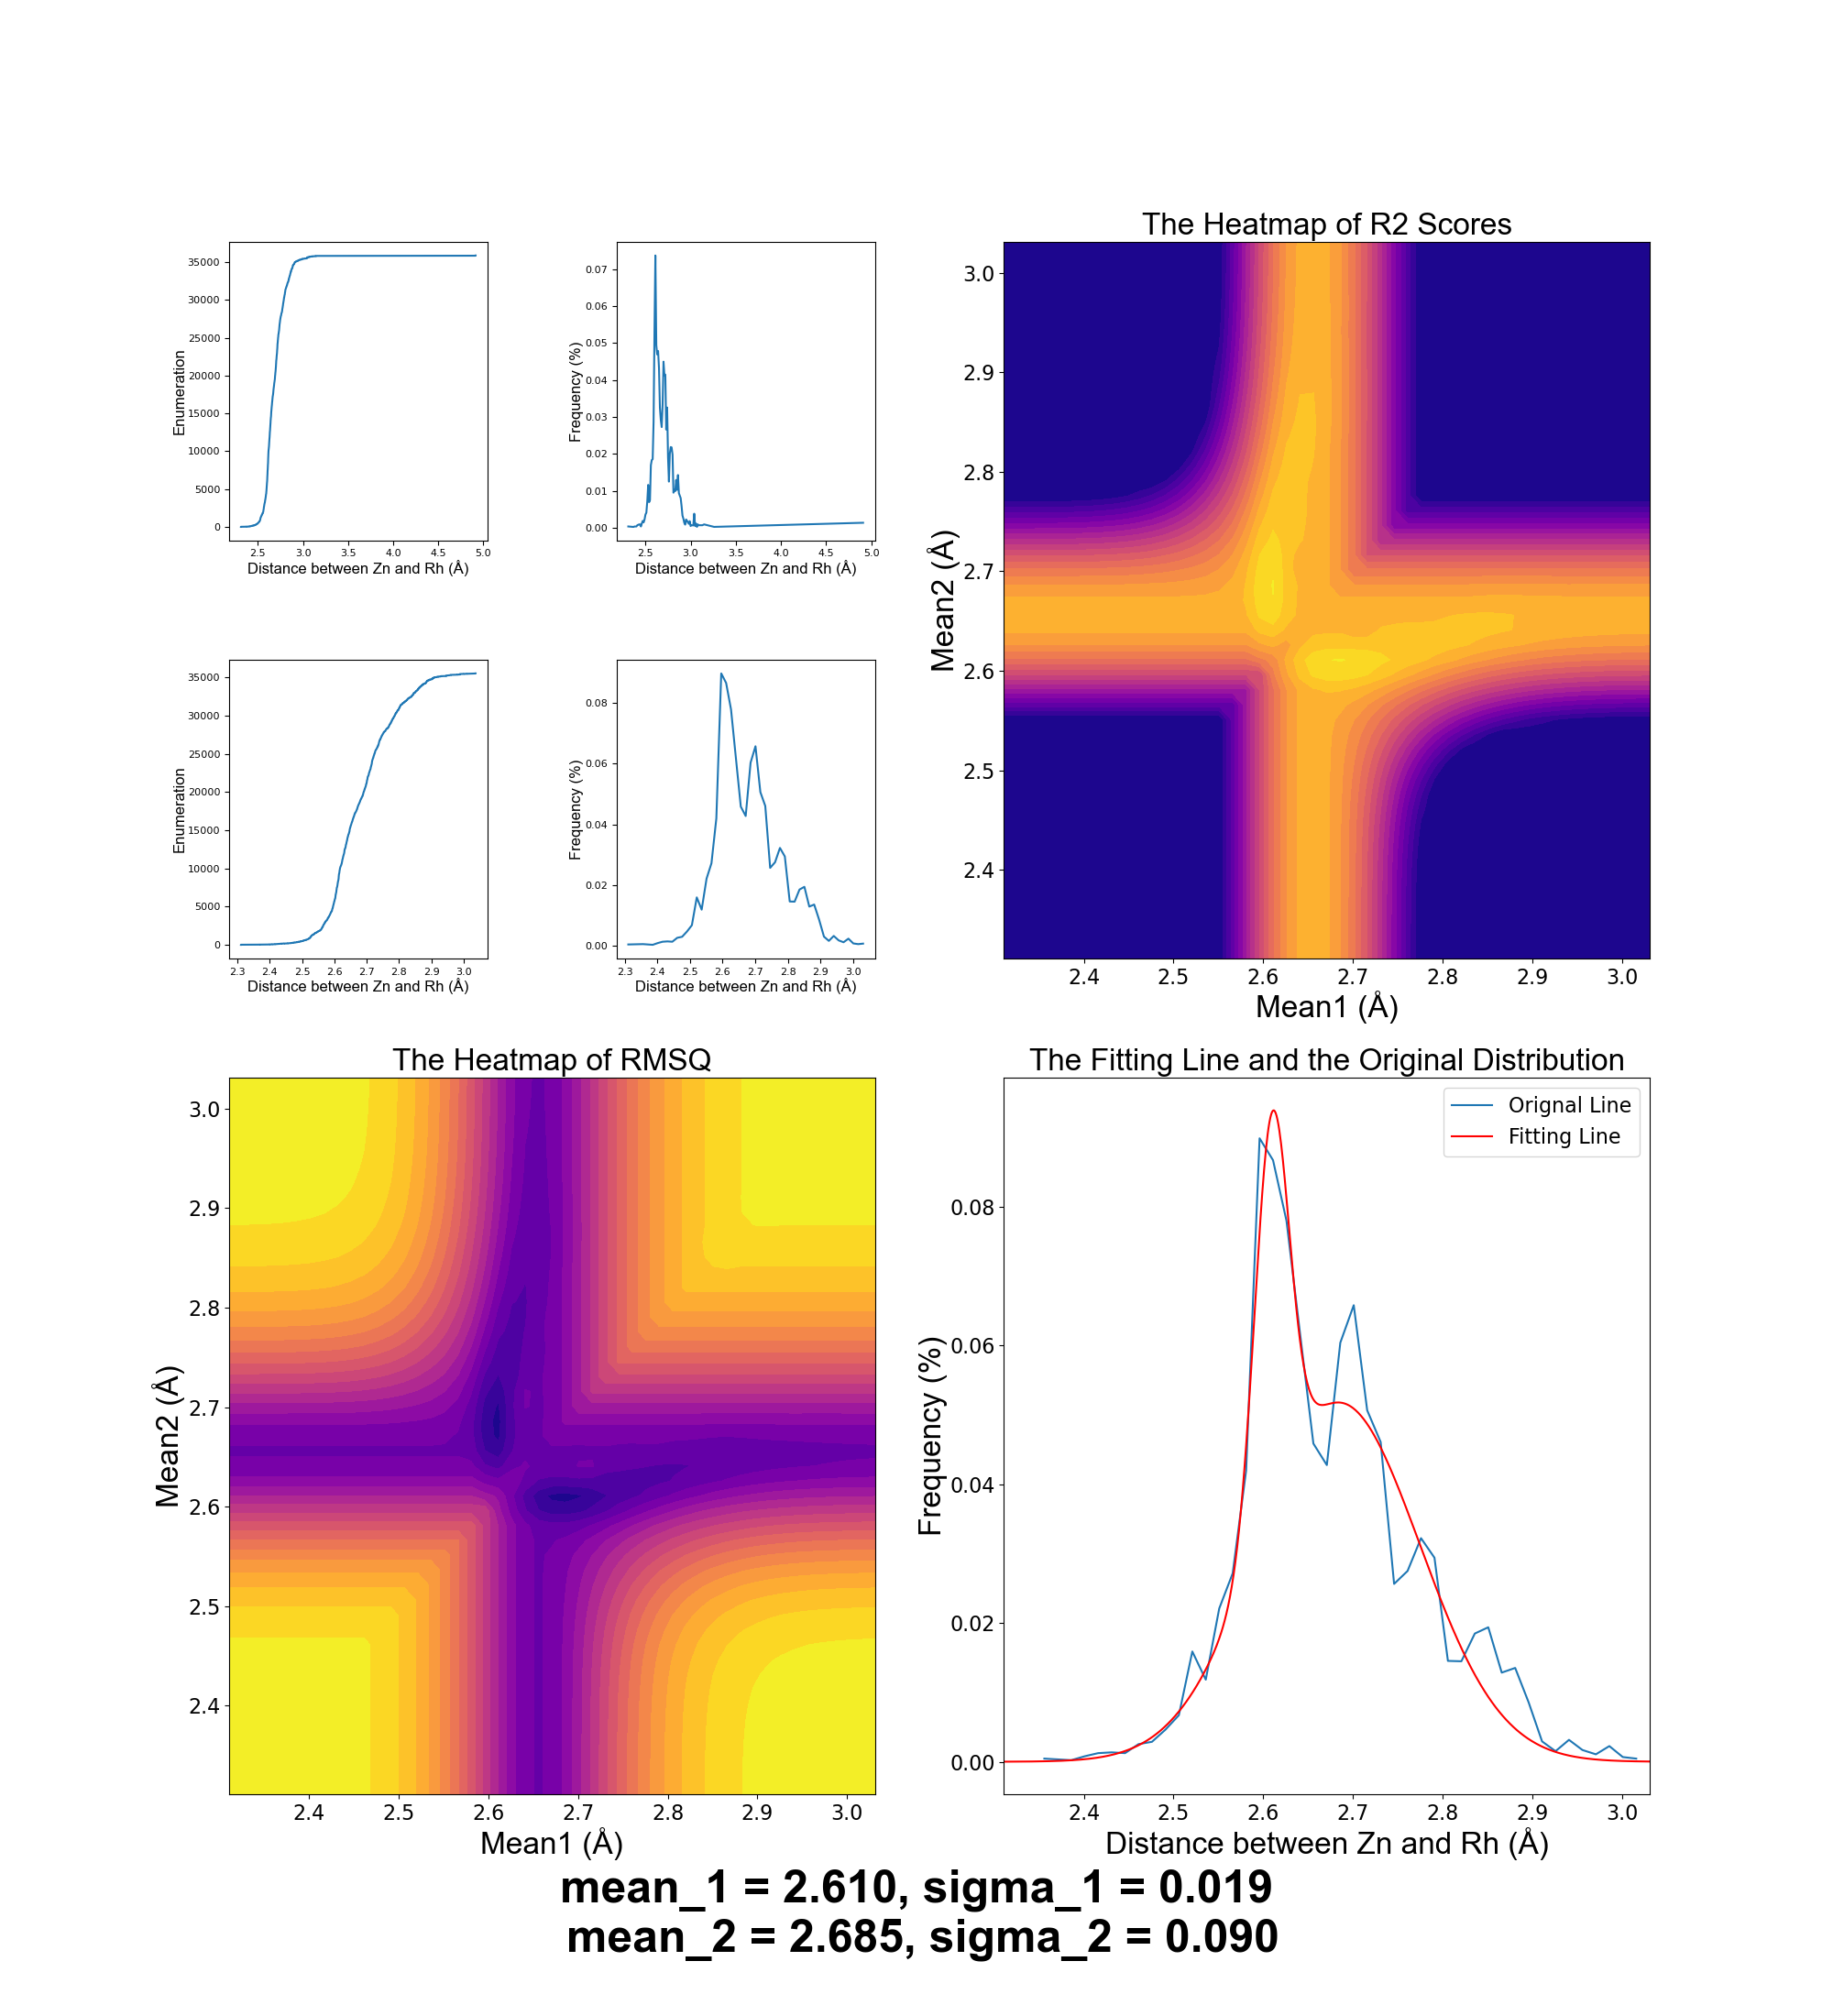 The Heatmap of R2 Scores
35000
30000
25000
20000
15000
10000
5000
0
Enumeration
2.5 3.0 3.5 4.0 4.5 5.0
Distance between Zn and Rh (Å)
0.07
0.06
0.05
0.04
0.03
0.02
0.01
0.00
Frequency (%)
2.5 3.0 3.5 4.0 4.5 5.0
Distance between Zn and Rh (Å)
3.0
2.9
2.8
2.7
2.6
2.5
2.4
Mean2 (Å)
2.4 2.5 2.6 2.7 2.8 2.9 3.0
Mean1 (Å)
35000
30000
25000
20000
15000
10000
5000
0
Enumeration
2.3 2.4 2.5 2.6 2.7 2.8 2.9 3.0
Distance between Zn and Rh (Å)
0.08
0.06
0.04
0.02
0.00
Frequency (%)
2.3 2.4 2.5 2.6 2.7 2.8 2.9 3.0
Distance between Zn and Rh (Å)
The Heatmap of RMSQ
3.0
2.9
2.8
2.7
2.6
2.5
2.4
Mean2 (Å)
2.4 2.5 2.6 2.7 2.8 2.9 3.0
Mean1 (Å)
The Fitting Line and the Original Distribution
Orignal Line
Fitting Line
0.08
0.06
0.04
0.02
0.00
Frequency (%)
2.4 2.5 2.6 2.7 2.8 2.9 3.0
Distance between Zn and Rh (Å)
mean_1 = 2.610, sigma_1 = 0.019
mean_2 = 2.685, sigma_2 = 0.090